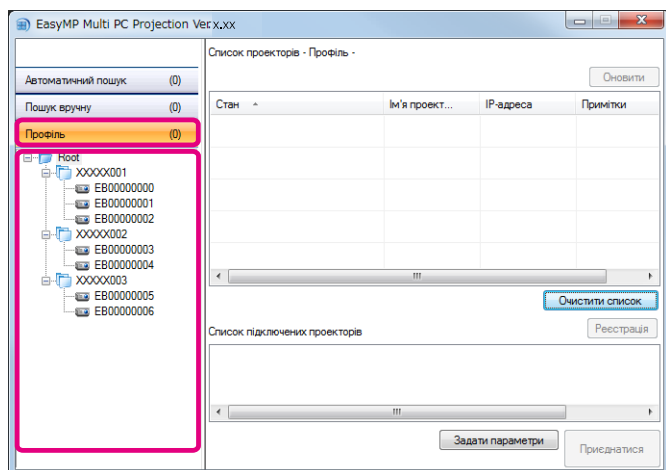 EasyMP Multi PC Projection Ver.x.xx
Список проекторів - Профіль -
Автоматичний пошук (0)
Оновити
Пошук вручну (0)
Стан Ім'я проект... IP-адреса Примітки
Профіль (0)
Root
XXXXX001
EB00000000
EB00000001
EB00000002
XXXXX002
EB00000003
EB00000004
XXXXX003
EB00000005
EB00000006
Очистити список
Список підключених проекторів
Реєстрація
Задати параметри
Приєднатися